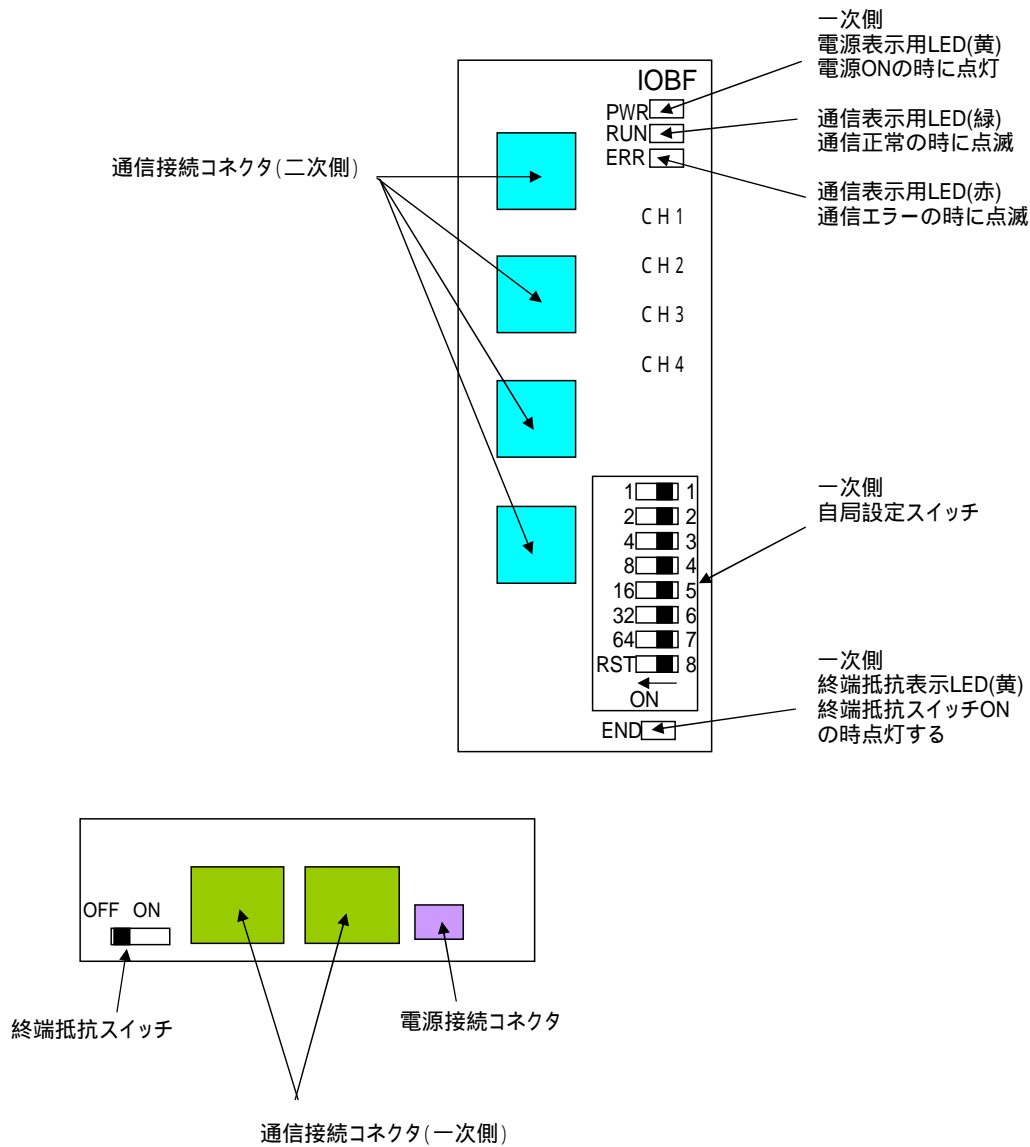 一次側
電源表示用LED(黄)
電源ONの時に点灯
IOBF
PWR
RUN
ERR
通信表示用LED(緑)
通信正常の時に点滅
通信表示用LED(赤)
通信エラーの時に点滅
通信接続コネクタ(二次側)
CH1
CH2
CH3
CH4
1 1
2 2
4 3
8 4
16 5
32 6
64 7
RST 8
ON
END
一次側
自局設定スイッチ
一次側
終端抵抗表示LED(黄)
終端抵抗スイッチON
の時点灯する
OFF ON
終端抵抗スイッチ
電源接続コネクタ
通信接続コネクタ(一次側)